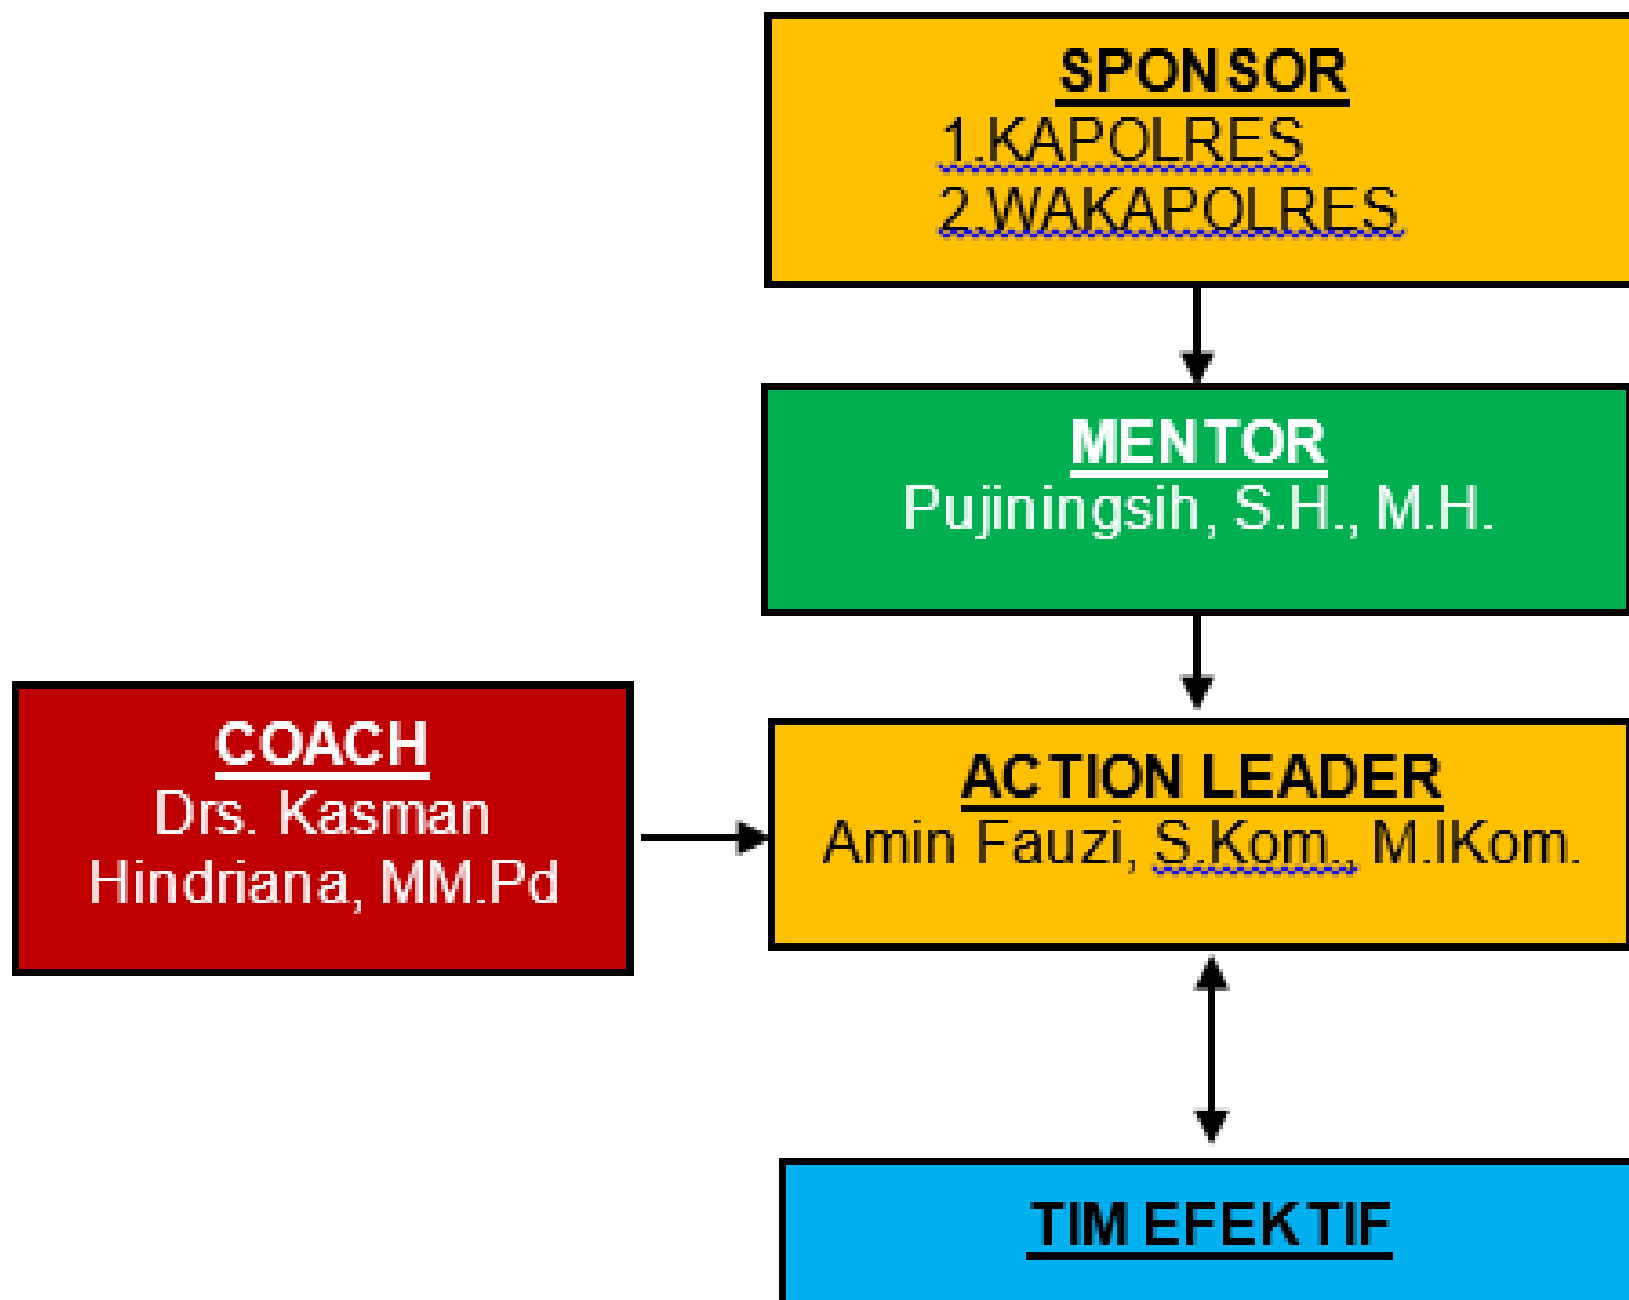 SPONSOR
1.KAPOLRES
2.WAKAPOLRES
MENTOR
Pujiningsih, S.H., M.H.
COACH
Drs. Kasman
Hindriana, MM.Pd
ACTION LEADER
Amin Fauzi, S.Kom., M.IKom.
TIM EFEKTIF